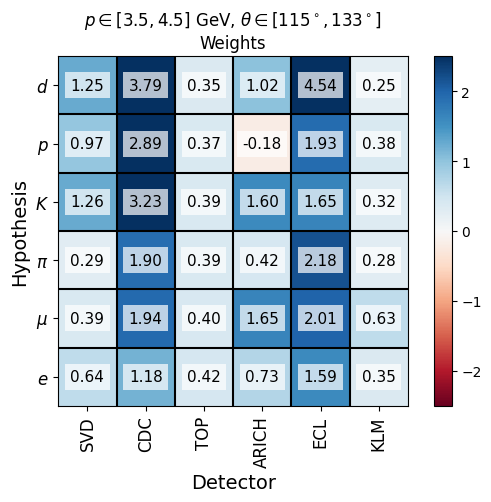 p ∈ [3.5, 4.5] GeV, θ ∈ [115°, 133°]
Weights
Hypothesis
d 1.25 3.79 0.35 1.02 4.54 0.25
p 0.97 2.89 0.37 -0.18 1.93 0.38
K 1.26 3.23 0.39 1.60 1.65 0.32
π 0.29 1.90 0.39 0.42 2.18 0.28
μ 0.39 1.94 0.40 1.65 2.01 0.63
e 0.64 1.18 0.42 0.73 1.59 0.35
SVD CDC TOP ARICH ECL KLM
Detector
2
1
0
−1
−2